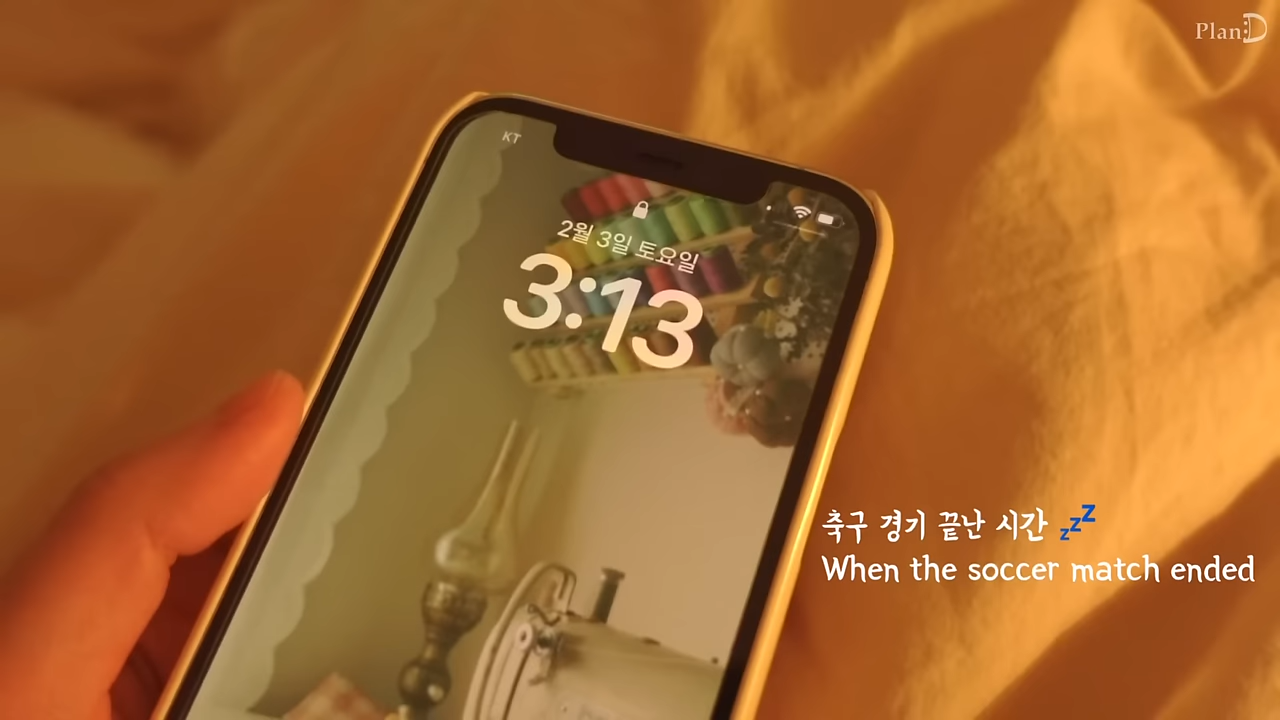 Plan:D
KT
2월 3일 토요일
3:13
축구 경기 끝난 시간 💤
When the soccer match ended